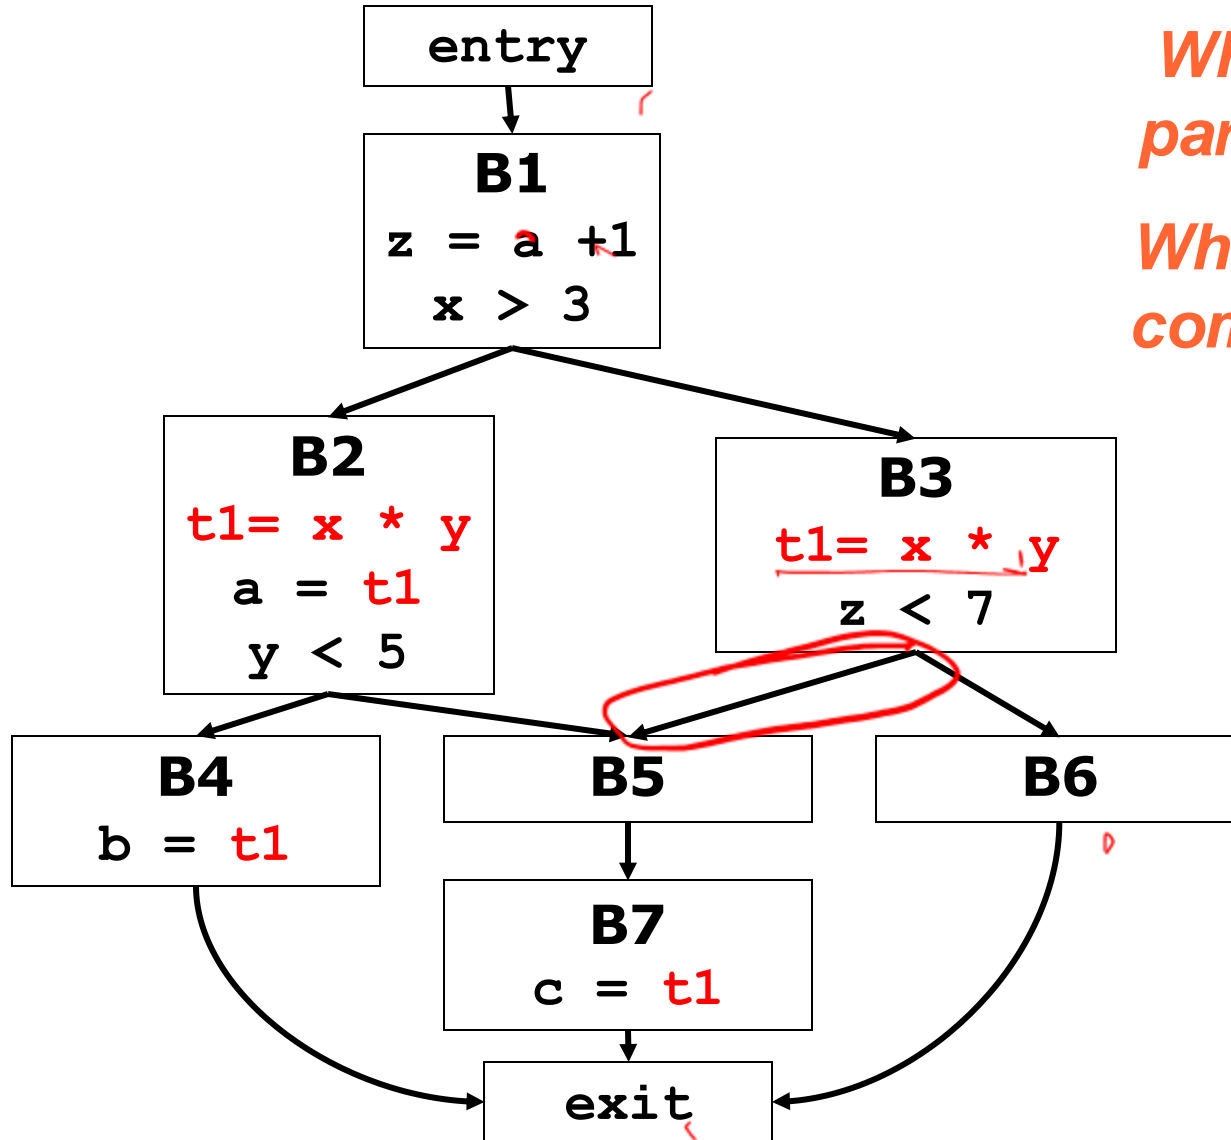 entry
B1
z = a +1
x > 3
B2
t1= x * y
a = t1
y < 5
B3
t1= x * y
z < 7
B4
b = t1
B5
B6
B7
c = t1
exit